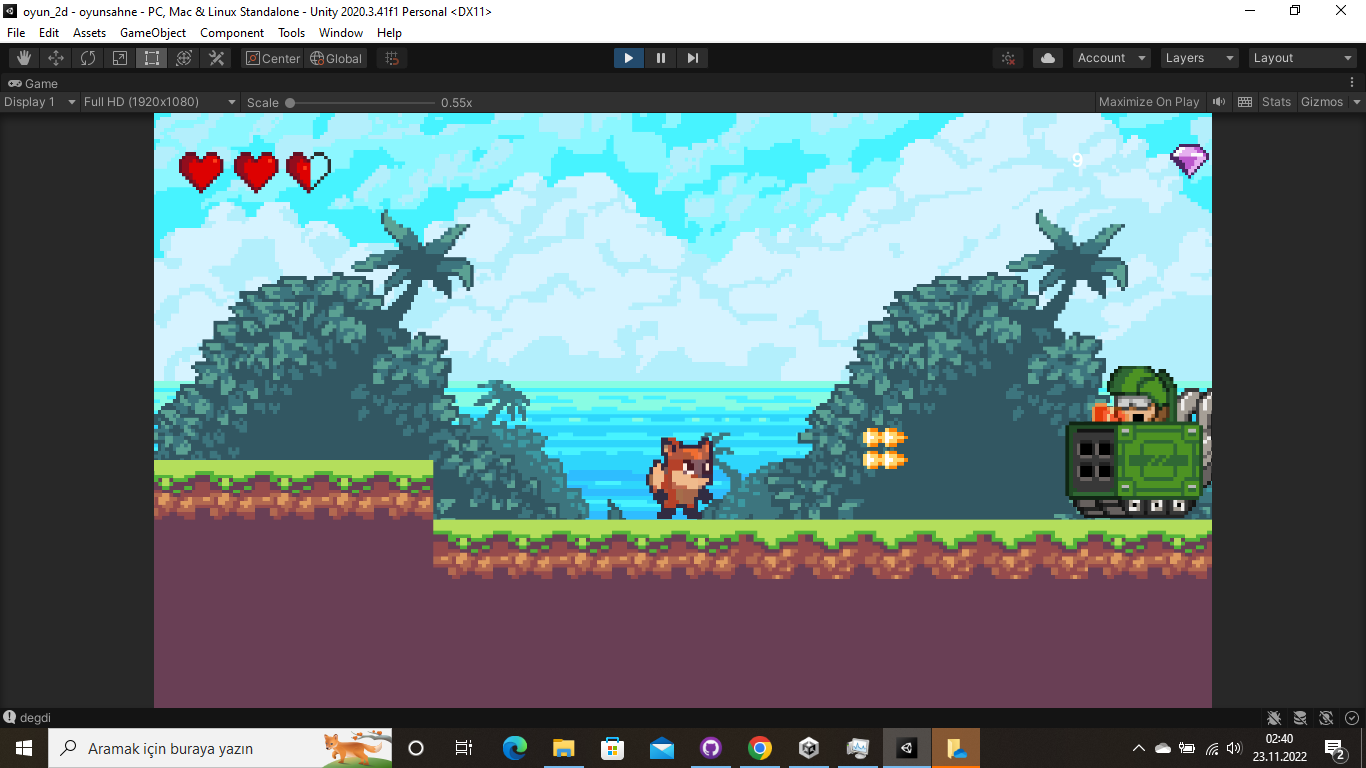 oyun_2d - oyunsahne - PC, Mac & Linux Standalone - Unity 2020.3.41f1 Personal <DX11>
File Edit Assets GameObject Component Tools Window Help
Center Global Account Layers Layout
Game
Display 1 Full HD (1920x1080) Scale 0.55x Maximize On Play Stats Gizmos
9
degdi
Aramak için buraya yazın
02:40
23.11.2022
2